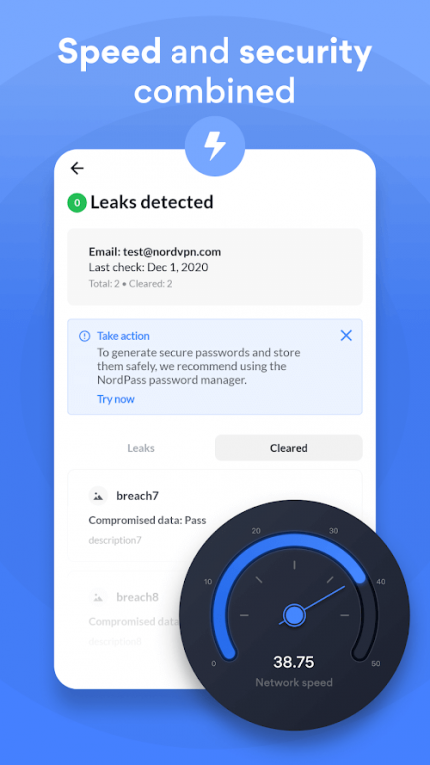 Speed and security
combined
0 Leaks detected
Email: test@nordvpn.com
Last check: Dec 1, 2020
Total: 2 • Cleared: 2
Take action
To generate secure passwords and store
them safely, we recommend using the
NordPass password manager.
Try now
Leaks Cleared
breach7
Compromised data: Pass
description7
breach8
Compromised data
description8
0
10
20
30
40
50
38.75
Network speed